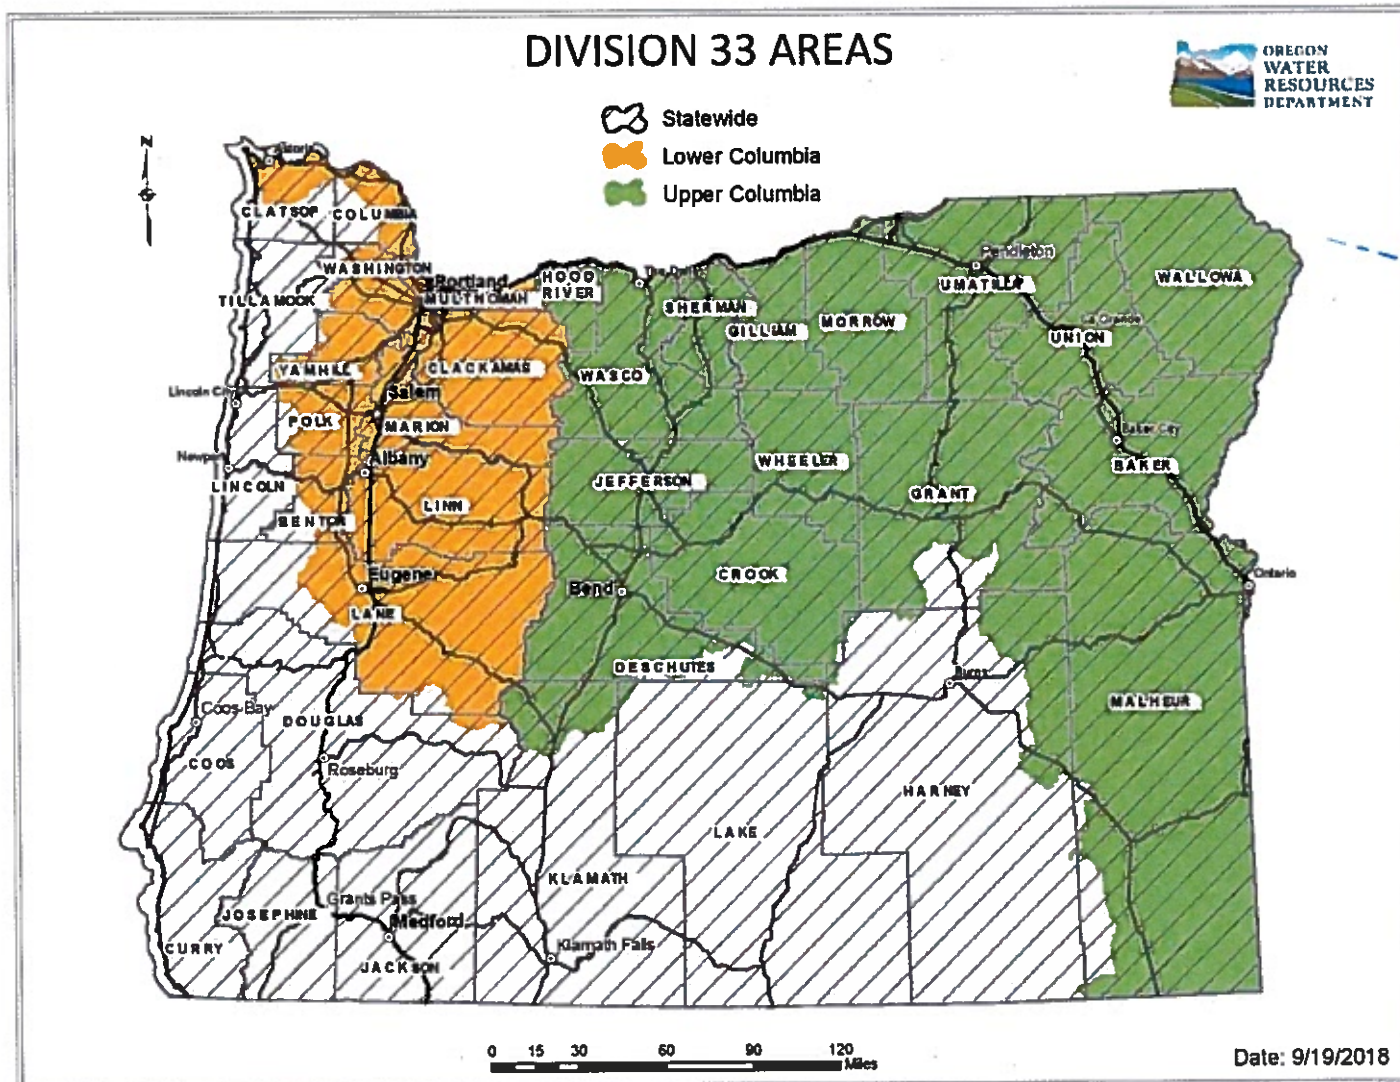 DIVISION 33 AREAS
OREGON
WATER
RESOURCES
DEPARTMENT
Statewide
Lower Columbia
Upper Columbia
N
Astoria
CLATSOP
COLUMBIA
WASHINGTON
Portland
MULTNOMAH
HOOD
RIVER
The Dalles
Pendleton
UMATILLA
WALLOWA
TILLAMOOK
SHERMAN
GILLIAM
MORROW
La Grande
UNION
YAMHILL
CLACKAMAS
WASCO
Lincoln City
Salem
POLK
MARION
Baker City
Newport
Albany
WHEELER
BAKER
LINCOLN
LINN
JEFFERSON
GRANT
BENTON
Eugene
Bend
CROOK
Ontario
LANE
DESCHUTES
Burns
MALHEUR
Coos Bay
DOUGLAS
COOS
Roseburg
HARNEY
LAKE
KLAMATH
Grants Pass
JOSEPHINE
Medford
CURRY
Klamath Falls
JACKSON
0 15 30 60 90 120
Miles
Date: 9/19/2018